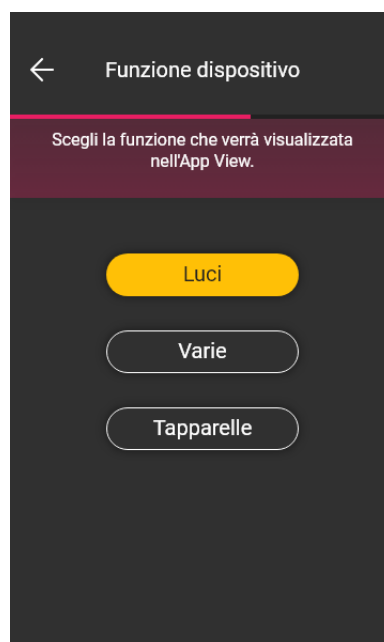 Funzione dispositivo
Scegli la funzione che verrà visualizzata
nell'App View.
Luci
Varie
Tapparelle